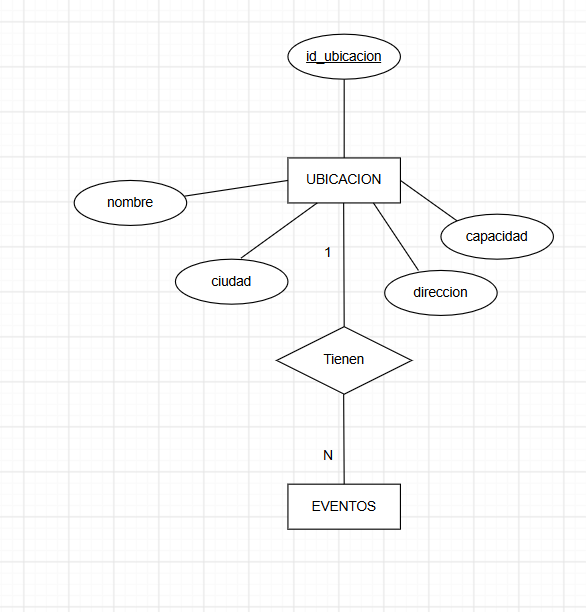 id_ubicacion
UBICACION
nombre
capacidad
1
ciudad
direccion
Tienen
N
EVENTOS